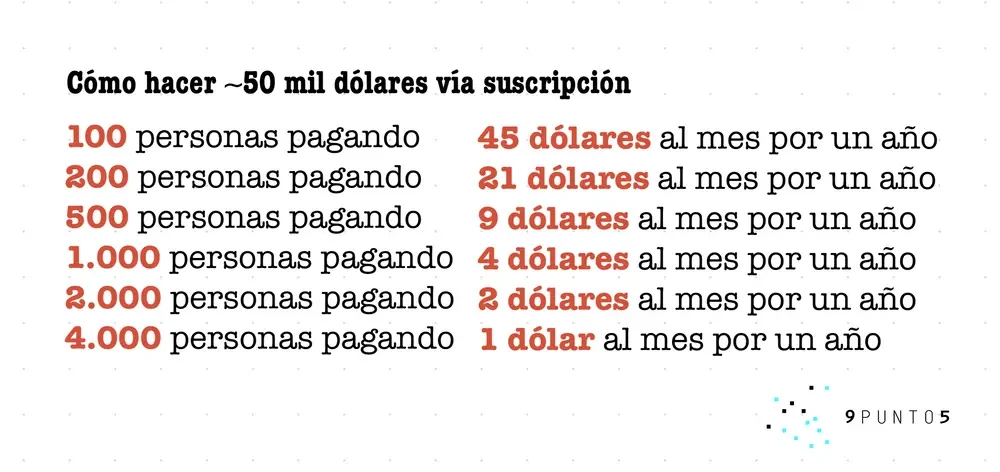 Cómo hacer ~50 mil dólares vía suscripción
100 personas pagando 45 dólares al mes por un año
200 personas pagando 21 dólares al mes por un año
500 personas pagando 9 dólares al mes por un año
1.000 personas pagando 4 dólares al mes por un año
2.000 personas pagando 2 dólares al mes por un año
4.000 personas pagando 1 dólar al mes por un año
9PUNTO5